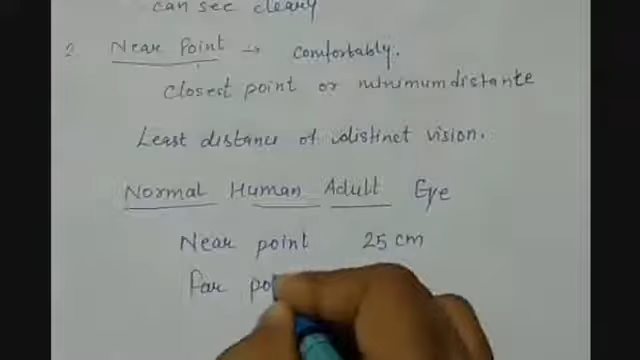 can see cleary
2. Near Point → comfortably.
closest point or minimum distante
Least distance of distinct vision.
Normal Human Adult Eye
Near point 25 cm
Far po